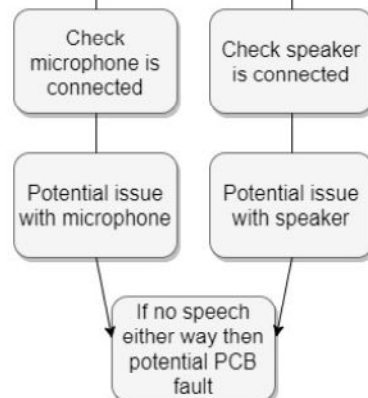 Check
microphone is
connected
Check speaker
is connected
Potential issue
with microphone
Potential issue
with speaker
If no speech
either way then
potential PCB
fault